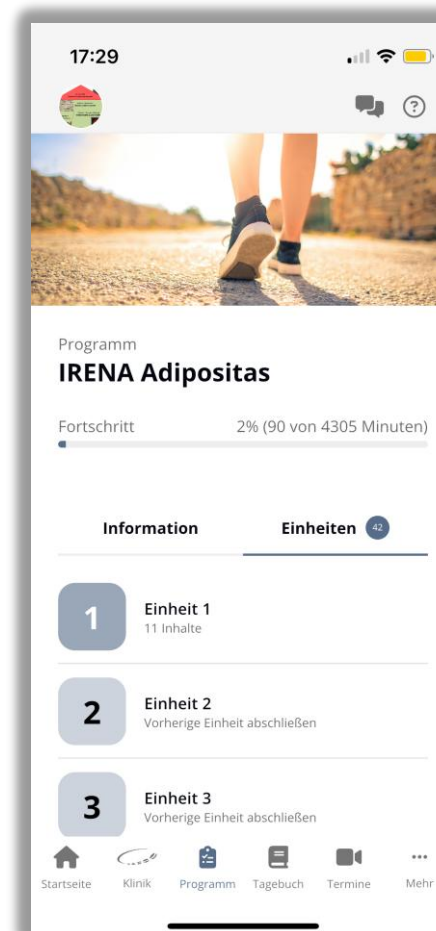 17:29
Programm
IRENA Adipositas
Fortschritt 2% (90 von 4305 Minuten)
Information Einheiten 42
1 Einheit 1
11 Inhalte
2 Einheit 2
Vorherige Einheit abschließen
3 Einheit 3
Vorherige Einheit abschließen
Startseite Klinik Programm Tagebuch Termine Mehr